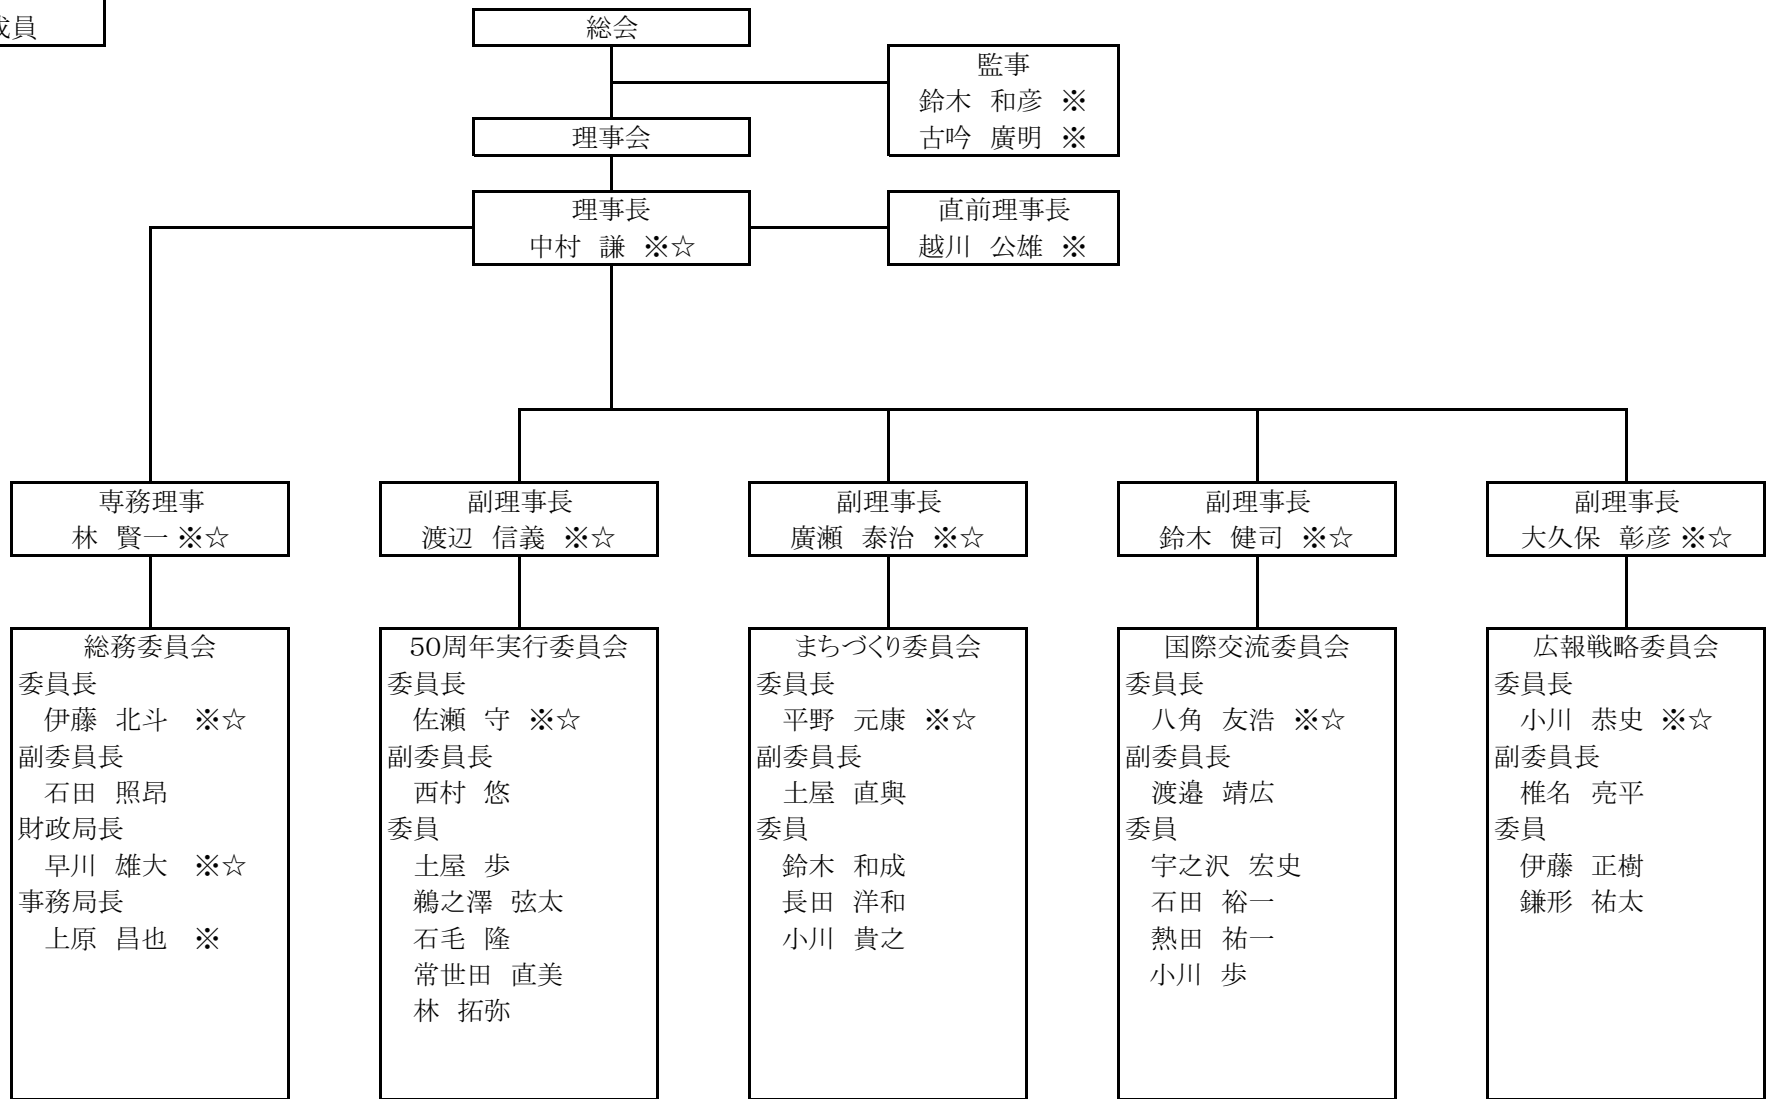 成員
総会
監事
鈴木 和彦 ※
古吟 廣明 ※
理事会
理事長
中村 謙 ※☆
直前理事長
越川 公雄 ※
専務理事
林 賢一 ※☆
副理事長
渡辺 信義 ※☆
副理事長
廣瀬 泰治 ※☆
副理事長
鈴木 健司 ※☆
副理事長
大久保 彰彦 ※☆
総務委員会
委員長
伊藤 北斗 ※☆
副委員長
石田 照昂
財政局長
早川 雄大 ※☆
事務局長
上原 昌也 ※
50周年実行委員会
委員長
佐瀬 守 ※☆
副委員長
西村 悠
委員
土屋 歩
鵜之澤 弦太
石毛 隆
常世田 直美
林 拓弥
まちづくり委員会
委員長
平野 元康 ※☆
副委員長
土屋 直與
委員
鈴木 和成
長田 洋和
小川 貴之
国際交流委員会
委員長
八角 友浩 ※☆
副委員長
渡邉 靖広
委員
宇之沢 宏史
石田 裕一
熱田 祐一
小川 歩
広報戦略委員会
委員長
小川 恭史 ※☆
副委員長
椎名 亮平
委員
伊藤 正樹
鎌形 祐太